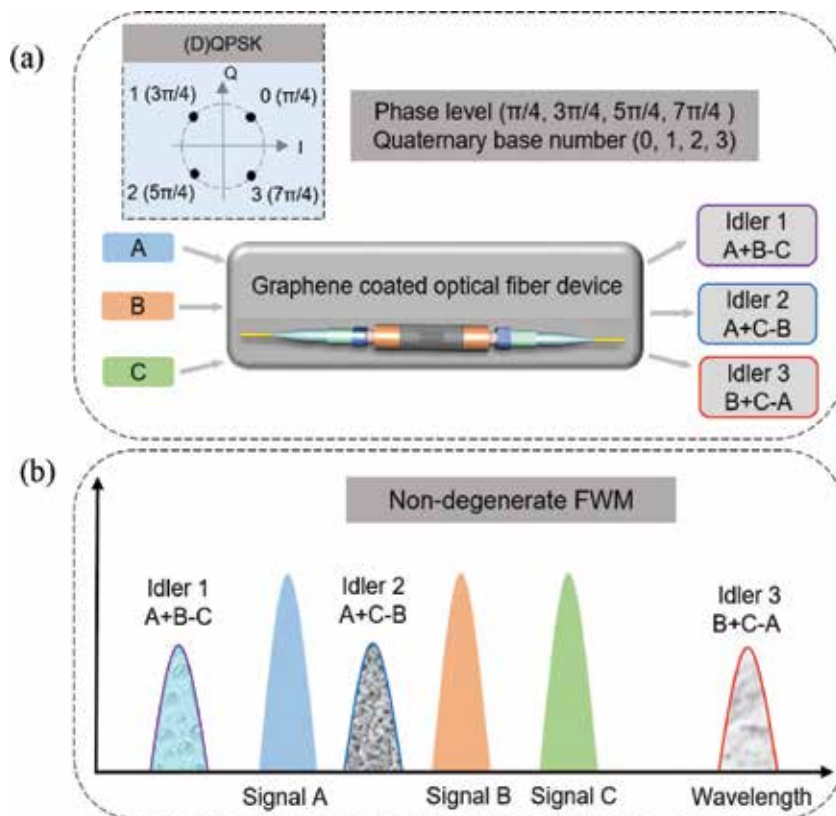 (a)
(D)QPSK
Q
1 (3π/4)
0 (π/4)
I
2 (5π/4)
3 (7π/4)
Phase level (π/4, 3π/4, 5π/4, 7π/4 )
Quaternary base number (0, 1, 2, 3)
A
B
C
Graphene coated optical fiber device
Idler 1
A+B-C
Idler 2
A+C-B
Idler 3
B+C-A
(b)
Non-degenerate FWM
Idler 1
A+B-C
Idler 2
A+C-B
Idler 3
B+C-A
Signal A
Signal B
Signal C
Wavelength